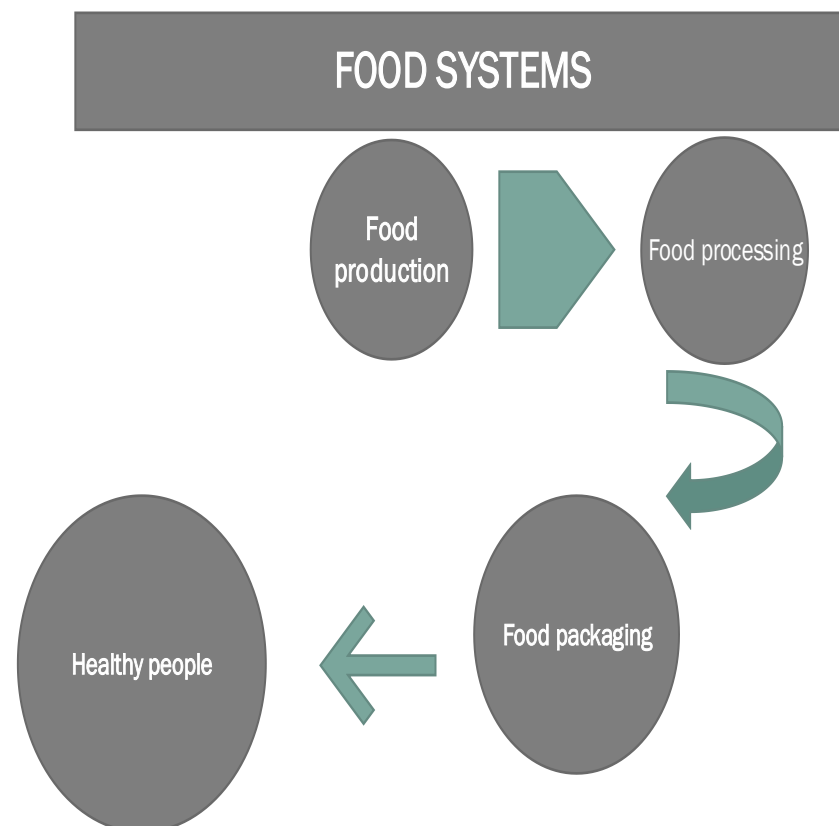 FOOD SYSTEMS
Food
production
Food processing
Food packaging
Healthy people